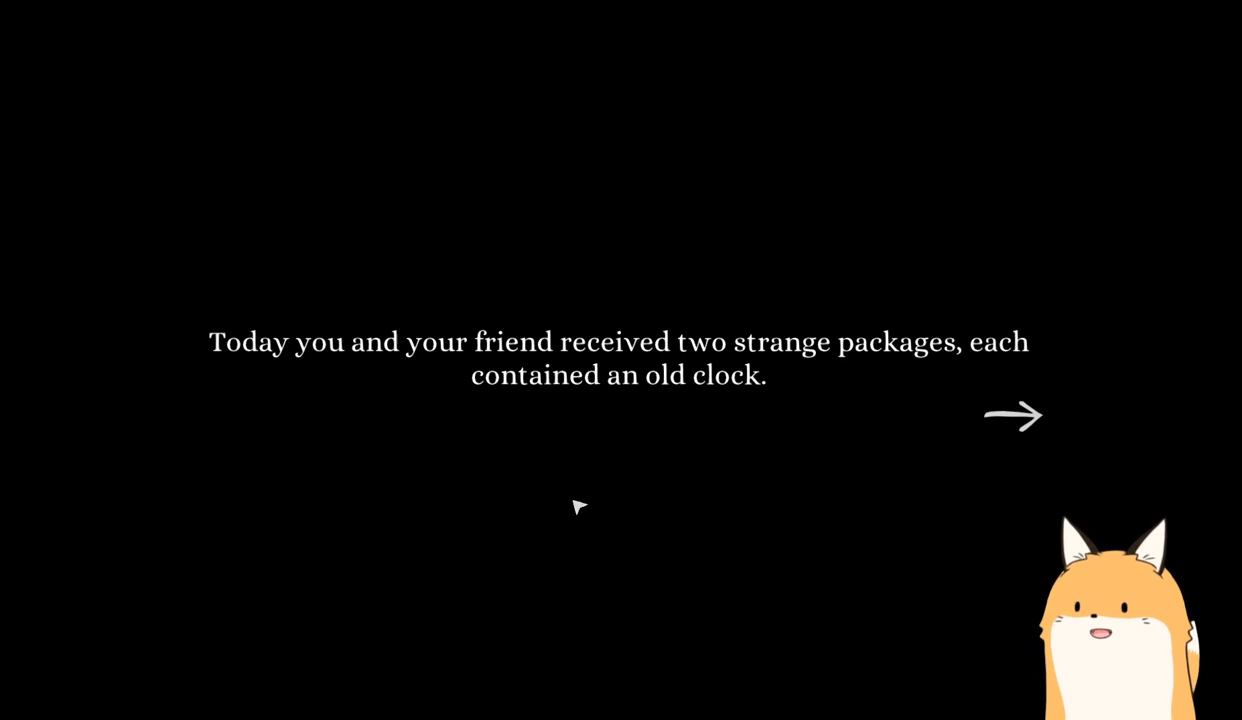 Today you and your friend received two strange packages, each
contained an old clock.